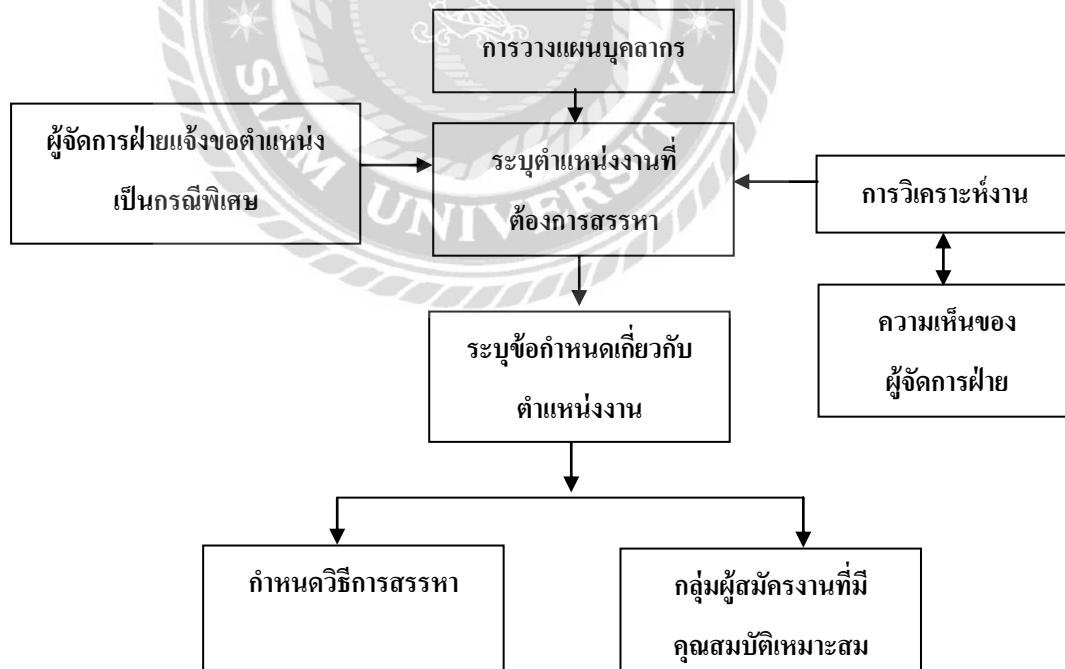 การวางแผนบุคลากร
ผู้จัดการฝ่ายแจ้งขอตำแหน่ง
เป็นกรณีพิเศษ
ระบุตำแหน่งงานที่
ต้องการสรรหา
การวิเคราะห์งาน
ความเห็นของ
ผู้จัดการฝ่าย
ระบุข้อกำหนดเกี่ยวกับ
ตำแหน่งงาน
กำหนดวิธีการสรรหา
กลุ่มผู้สมัครงานที่มี
คุณสมบัติเหมาะสม
SIAM UNIVERSITY